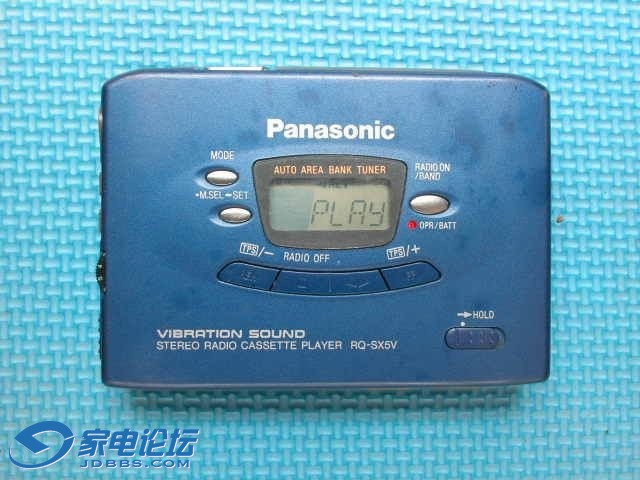 Panasonic
MODE
AUTO AREA BANK TUNER
RADIO ON
/BAND
•M.SEL –SET
PLAY
OPR/BATT
TPS/– RADIO OFF TPS/+
HOLD
VIBRATION SOUND
STEREO RADIO CASSETTE PLAYER RQ-SX5V
家电论坛
JDBBS.COM